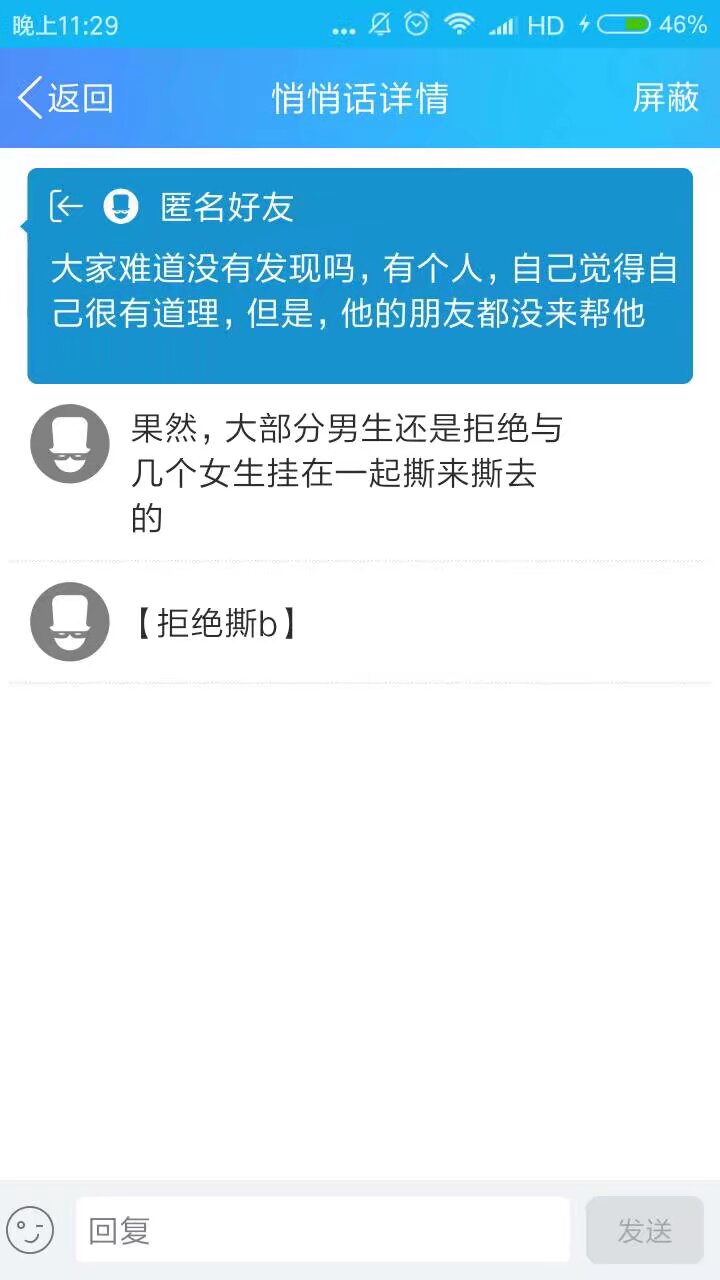 晚上11:29
HD
46%
返回
悄悄话详情
屏蔽
匿名好友
大家难道没有发现吗，有个人，自己觉得自
己很有道理，但是，他的朋友都没来帮他
果然，大部分男生还是拒绝与
几个女生挂在一起撕来撕去
的
【拒绝撕b】
回复
发送